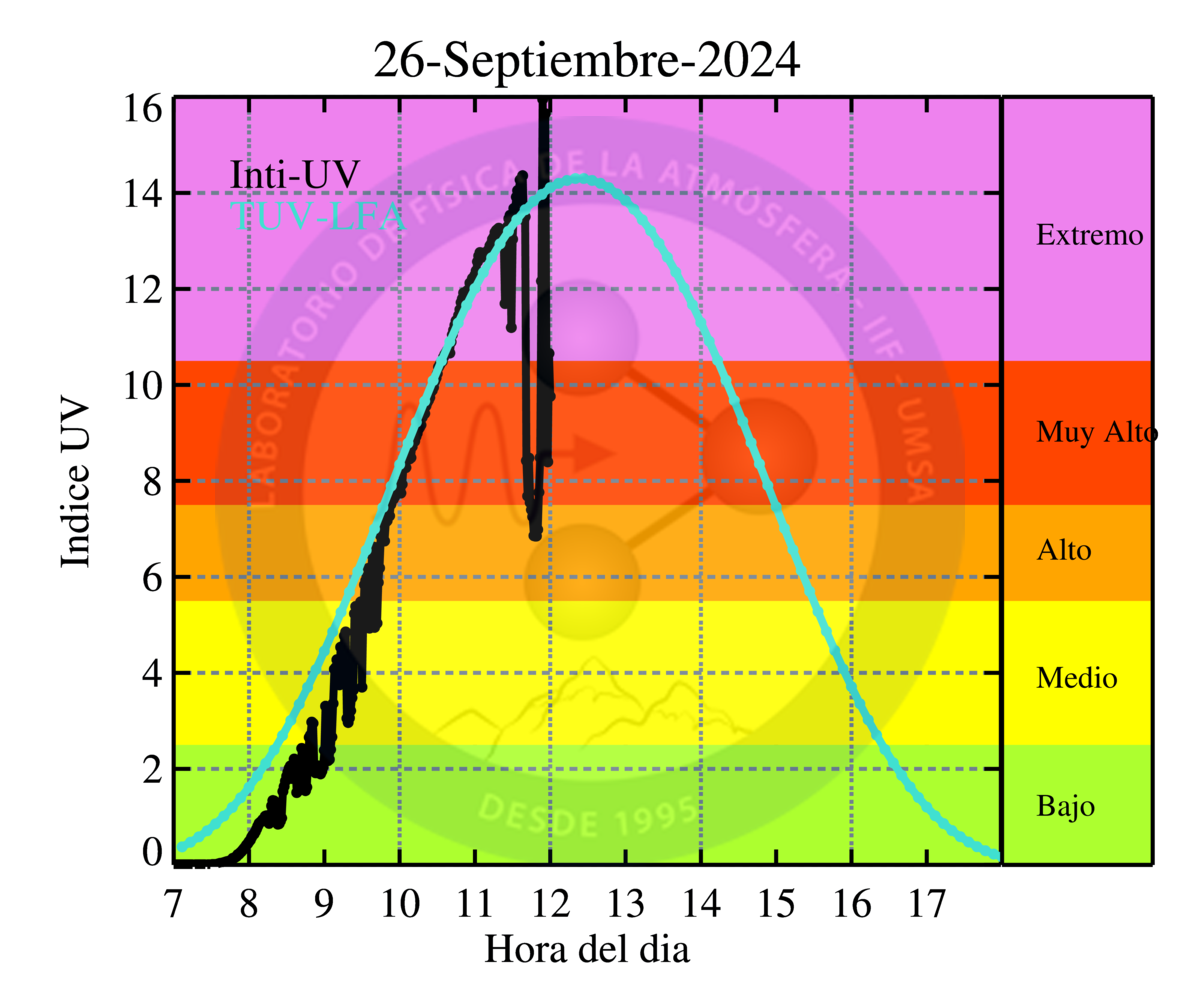 26-Septiembre-2024
Inti-UV
TUV-LFA
LABORATORIO DE FÍSICA DE LA ATMÓSFERA - IIF - UMSA
DESDE 1995
Indice UV
16
14
12
10
8
6
4
2
0
Extremo
Muy Alto
Alto
Medio
Bajo
7 8 9 10 11 12 13 14 15 16 17
Hora del dia